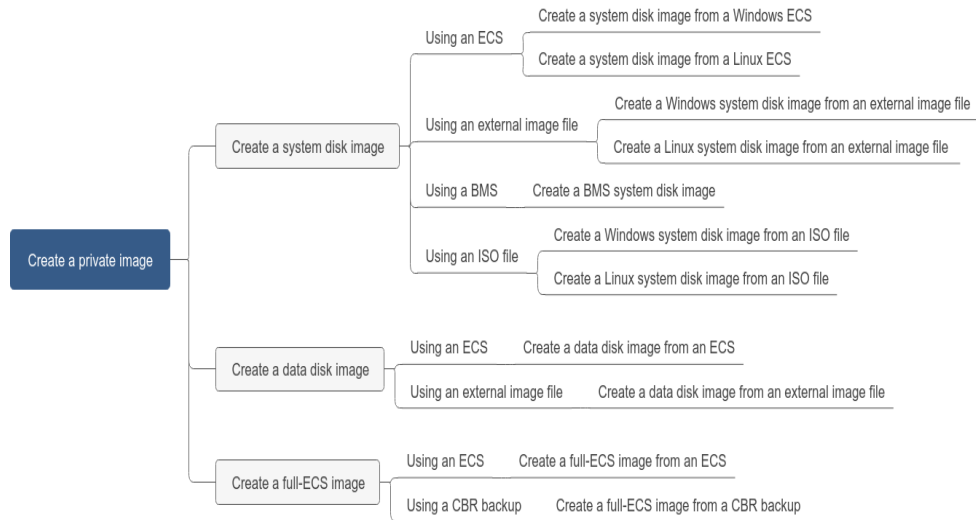 Create a private image
Create a system disk image
Using an ECS
Create a system disk image from a Windows ECS
Create a system disk image from a Linux ECS
Using an external image file
Create a Windows system disk image from an external image file
Create a Linux system disk image from an external image file
Using a BMS
Create a BMS system disk image
Using an ISO file
Create a Windows system disk image from an ISO file
Create a Linux system disk image from an ISO file
Create a data disk image
Using an ECS
Create a data disk image from an ECS
Using an external image file
Create a data disk image from an external image file
Create a full-ECS image
Using an ECS
Create a full-ECS image from an ECS
Using a CBR backup
Create a full-ECS image from a CBR backup